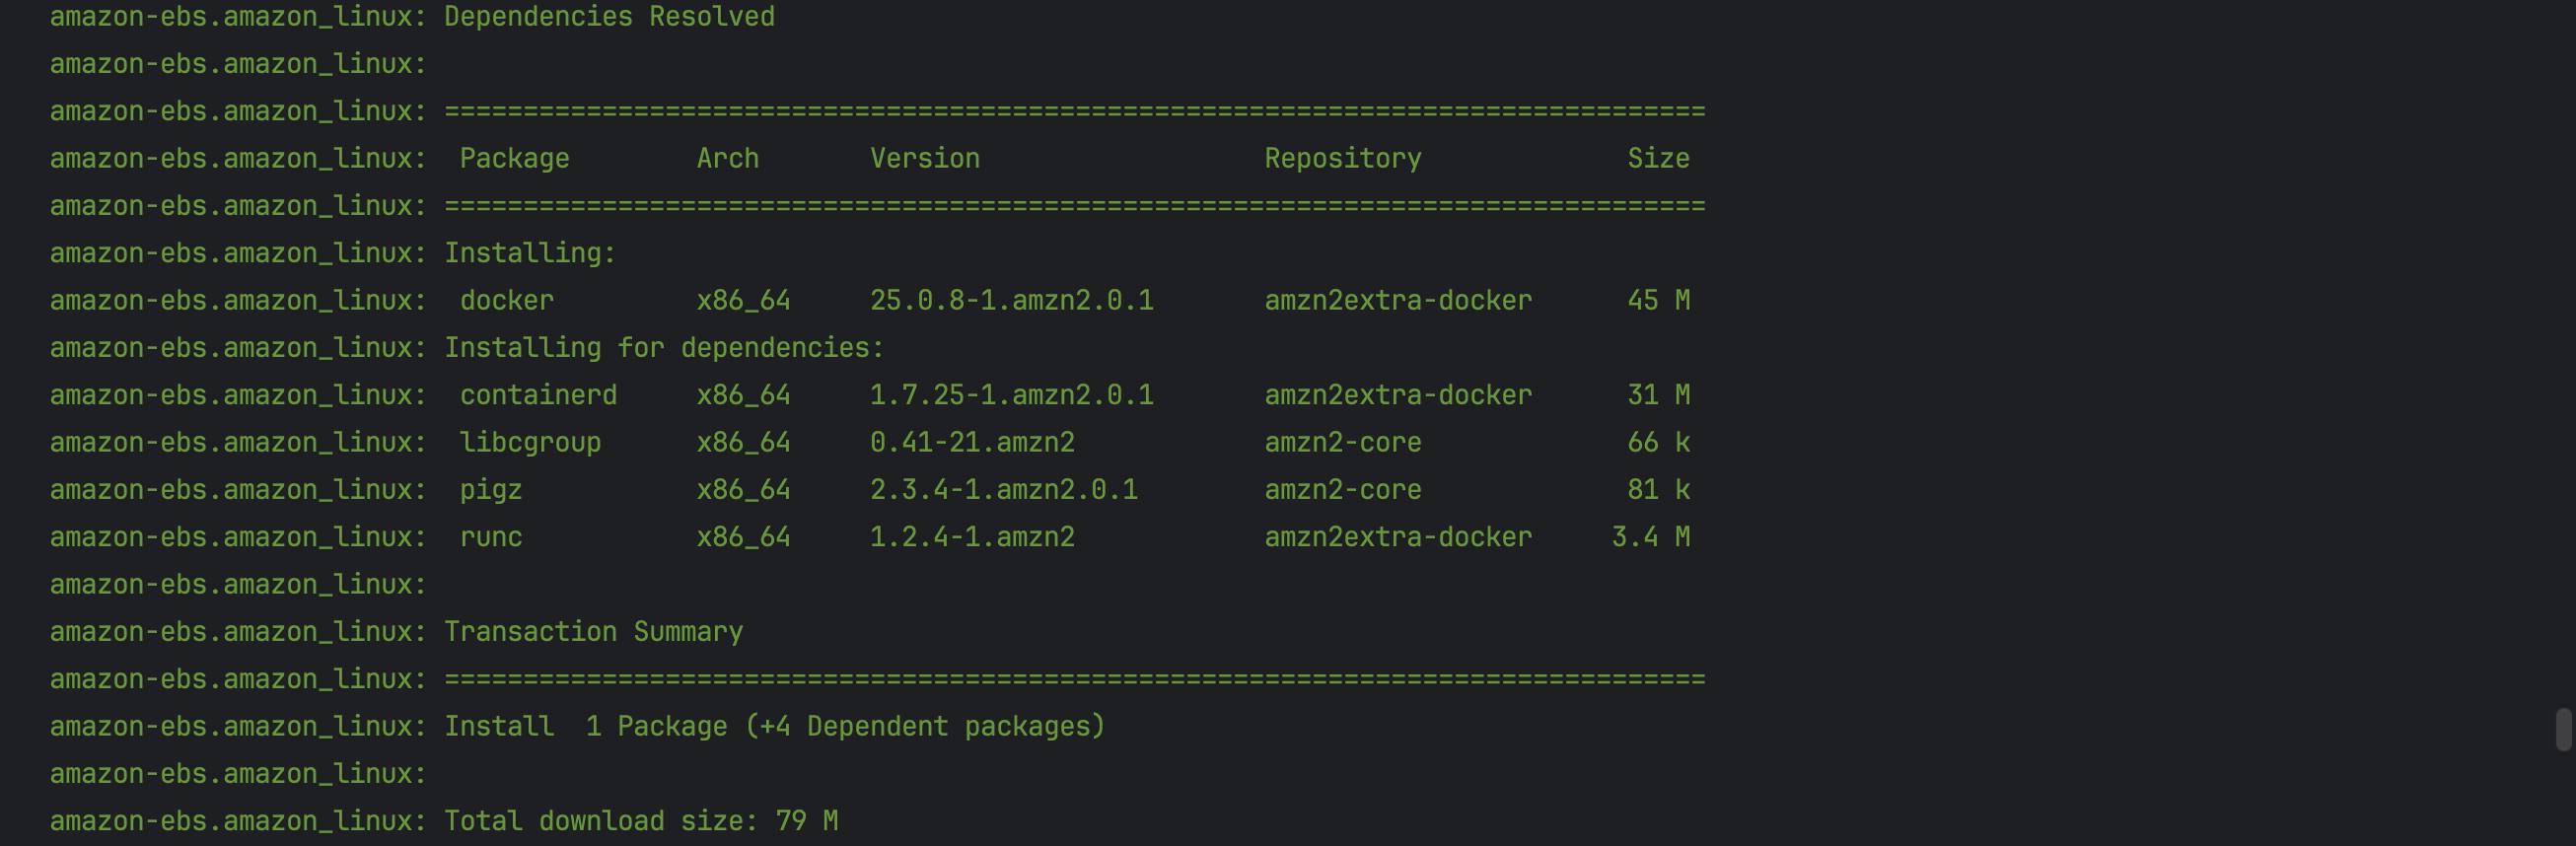 amazon-ebs.amazon_linux: Dependencies Resolved
amazon-ebs.amazon_linux:
amazon-ebs.amazon_linux: ================================================================================
amazon-ebs.amazon_linux:  Package        Arch       Version                  Repository             Size
amazon-ebs.amazon_linux: ================================================================================
amazon-ebs.amazon_linux: Installing:
amazon-ebs.amazon_linux:  docker         x86_64     25.0.8-1.amzn2.0.1       amzn2extra-docker      45 M
amazon-ebs.amazon_linux: Installing for dependencies:
amazon-ebs.amazon_linux:  containerd     x86_64     1.7.25-1.amzn2.0.1       amzn2extra-docker      31 M
amazon-ebs.amazon_linux:  libcgroup      x86_64     0.41-21.amzn2            amzn2-core             66 k
amazon-ebs.amazon_linux:  pigz           x86_64     2.3.4-1.amzn2.0.1        amzn2-core             81 k
amazon-ebs.amazon_linux:  runc           x86_64     1.2.4-1.amzn2            amzn2extra-docker     3.4 M
amazon-ebs.amazon_linux:
amazon-ebs.amazon_linux: Transaction Summary
amazon-ebs.amazon_linux: ================================================================================
amazon-ebs.amazon_linux: Install  1 Package (+4 Dependent packages)
amazon-ebs.amazon_linux:
amazon-ebs.amazon_linux: Total download size: 79 M